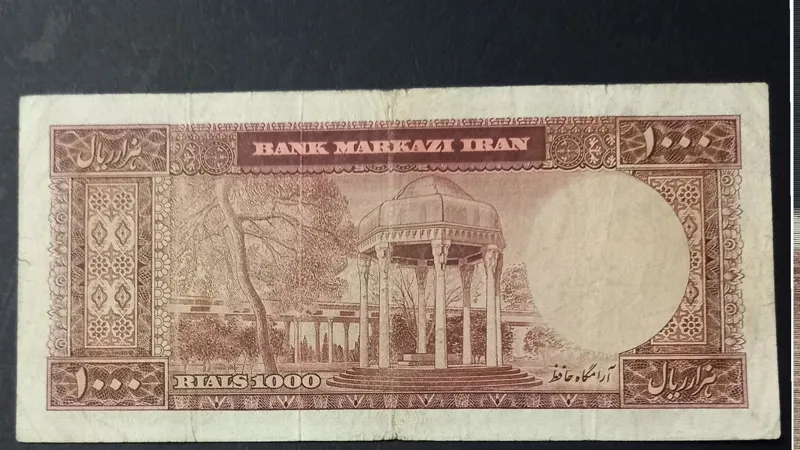 BANK MARKAZI IRAN
هزار ریال
۱۰۰۰
۱۰۰۰
RIALS 1000
آرامگاه حافظ
هزار ریال